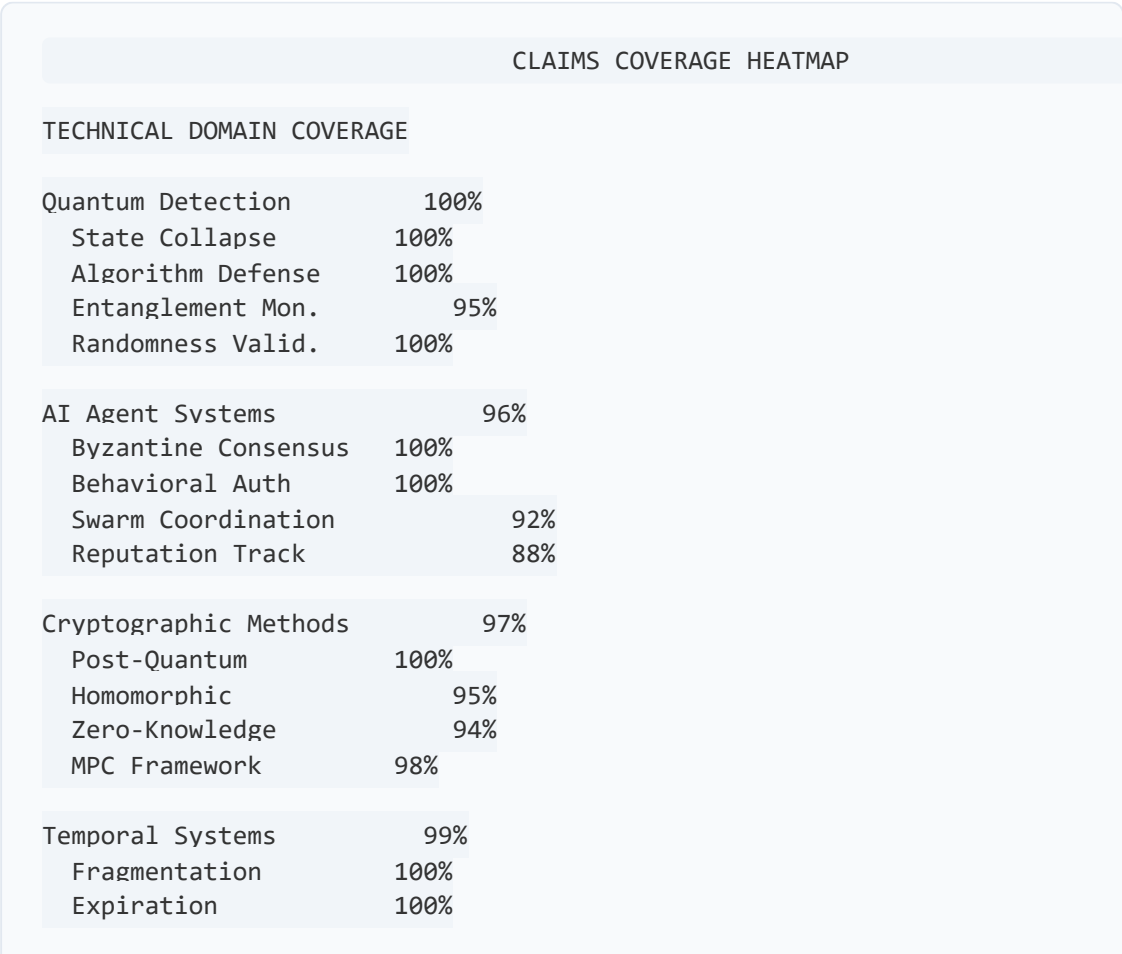 CLAIMS COVERAGE HEATMAP
TECHNICAL DOMAIN COVERAGE
Quantum Detection 100%
State Collapse 100%
Algorithm Defense 100%
Entanglement Mon. 95%
Randomness Valid. 100%
AI Agent Systems 96%
Byzantine Consensus 100%
Behavioral Auth 100%
Swarm Coordination 92%
Reputation Track 88%
Cryptographic Methods 97%
Post-Quantum 100%
Homomorphic 95%
Zero-Knowledge 94%
MPC Framework 98%
Temporal Systems 99%
Fragmentation 100%
Expiration 100%